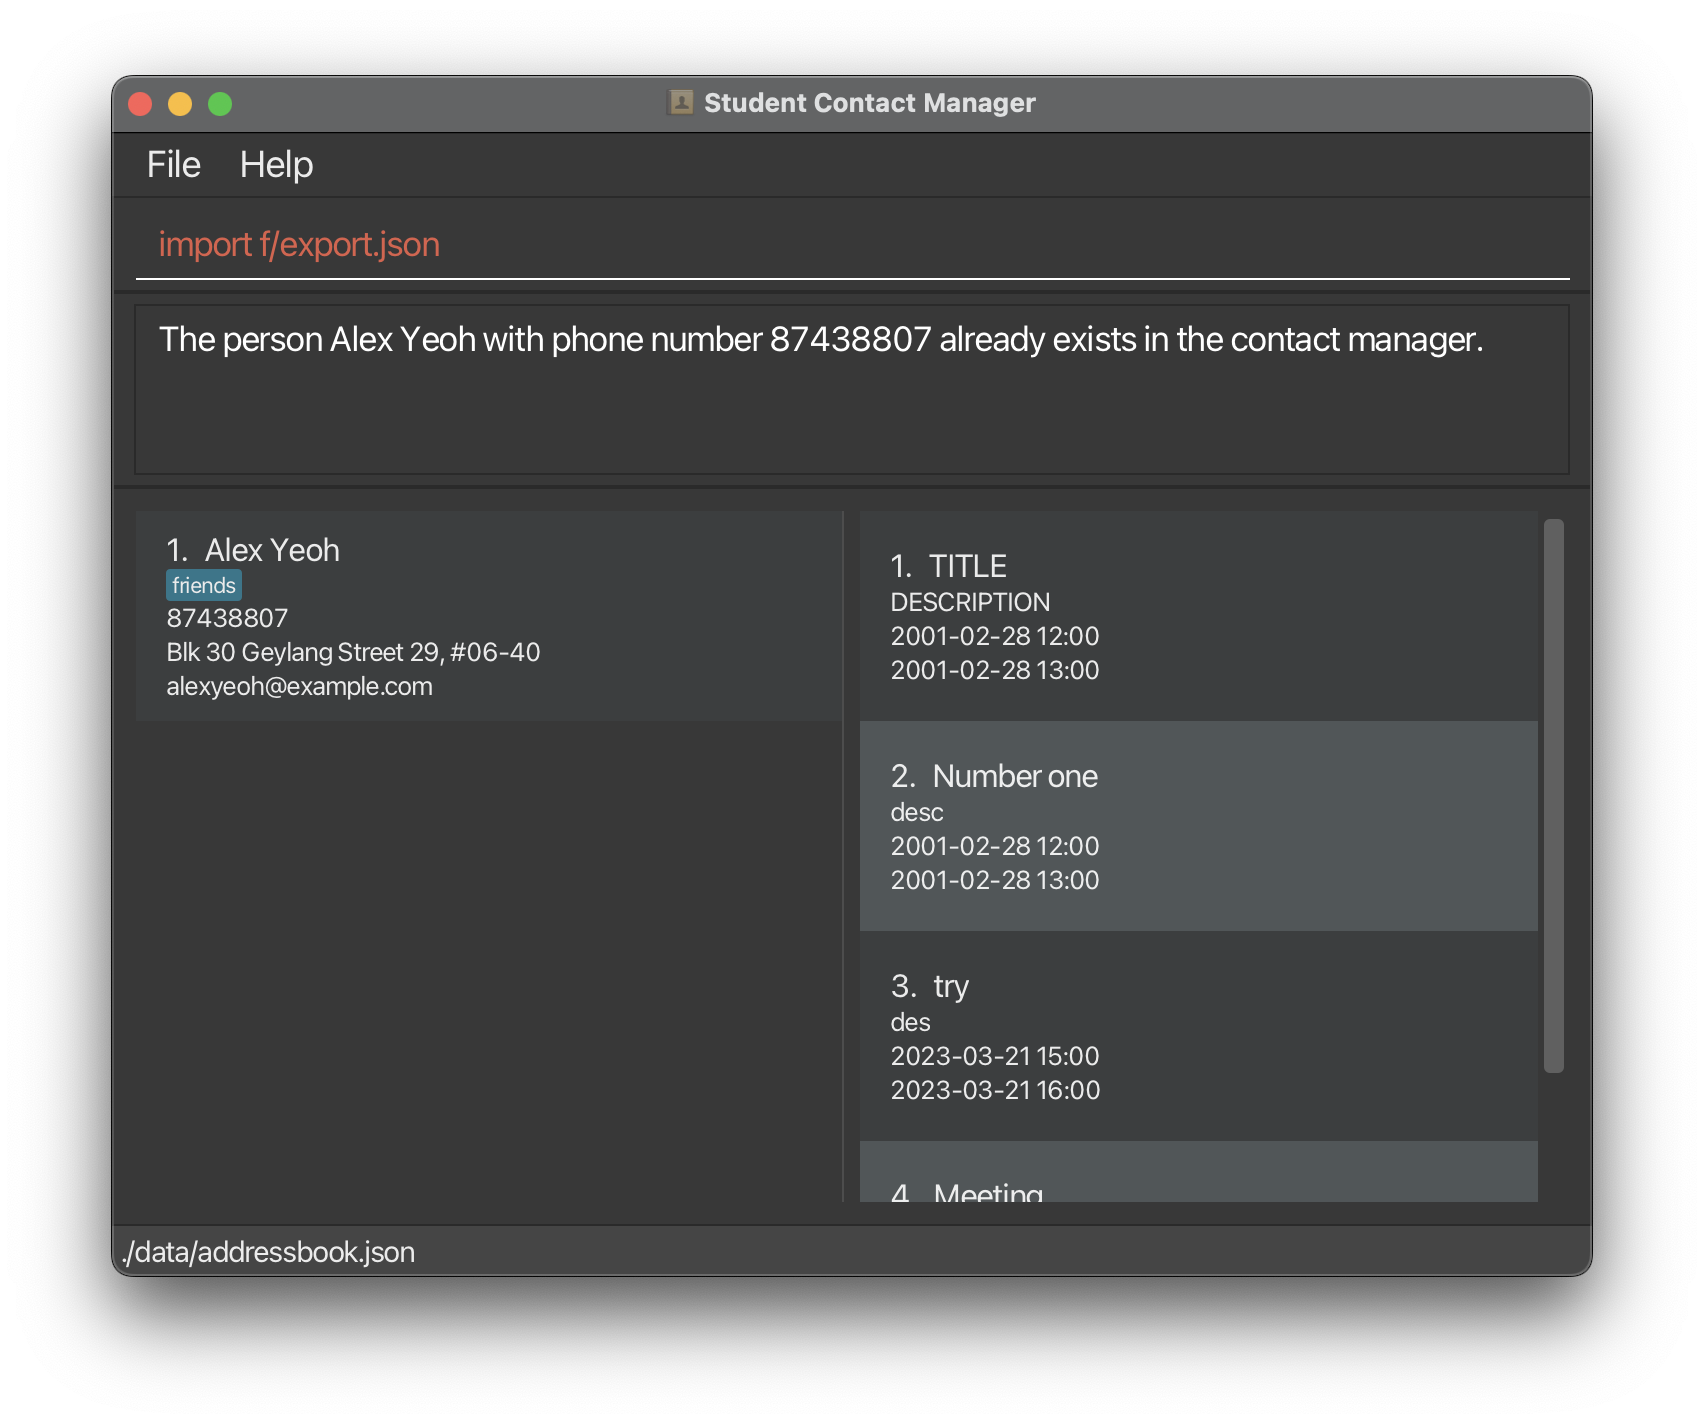 Student Contact Manager
File Help
import f/export.json
The person Alex Yeoh with phone number 87438807 already exists in the contact manager.
1. Alex Yeoh
friends
87438807
Blk 30 Geylang Street 29, #06-40
alexyeoh@example.com
1. TITLE
DESCRIPTION
2001-02-28 12:00
2001-02-28 13:00
2. Number one
desc
2001-02-28 12:00
2001-02-28 13:00
3. try
des
2023-03-21 15:00
2023-03-21 16:00
4. Meeting
./data/addressbook.json